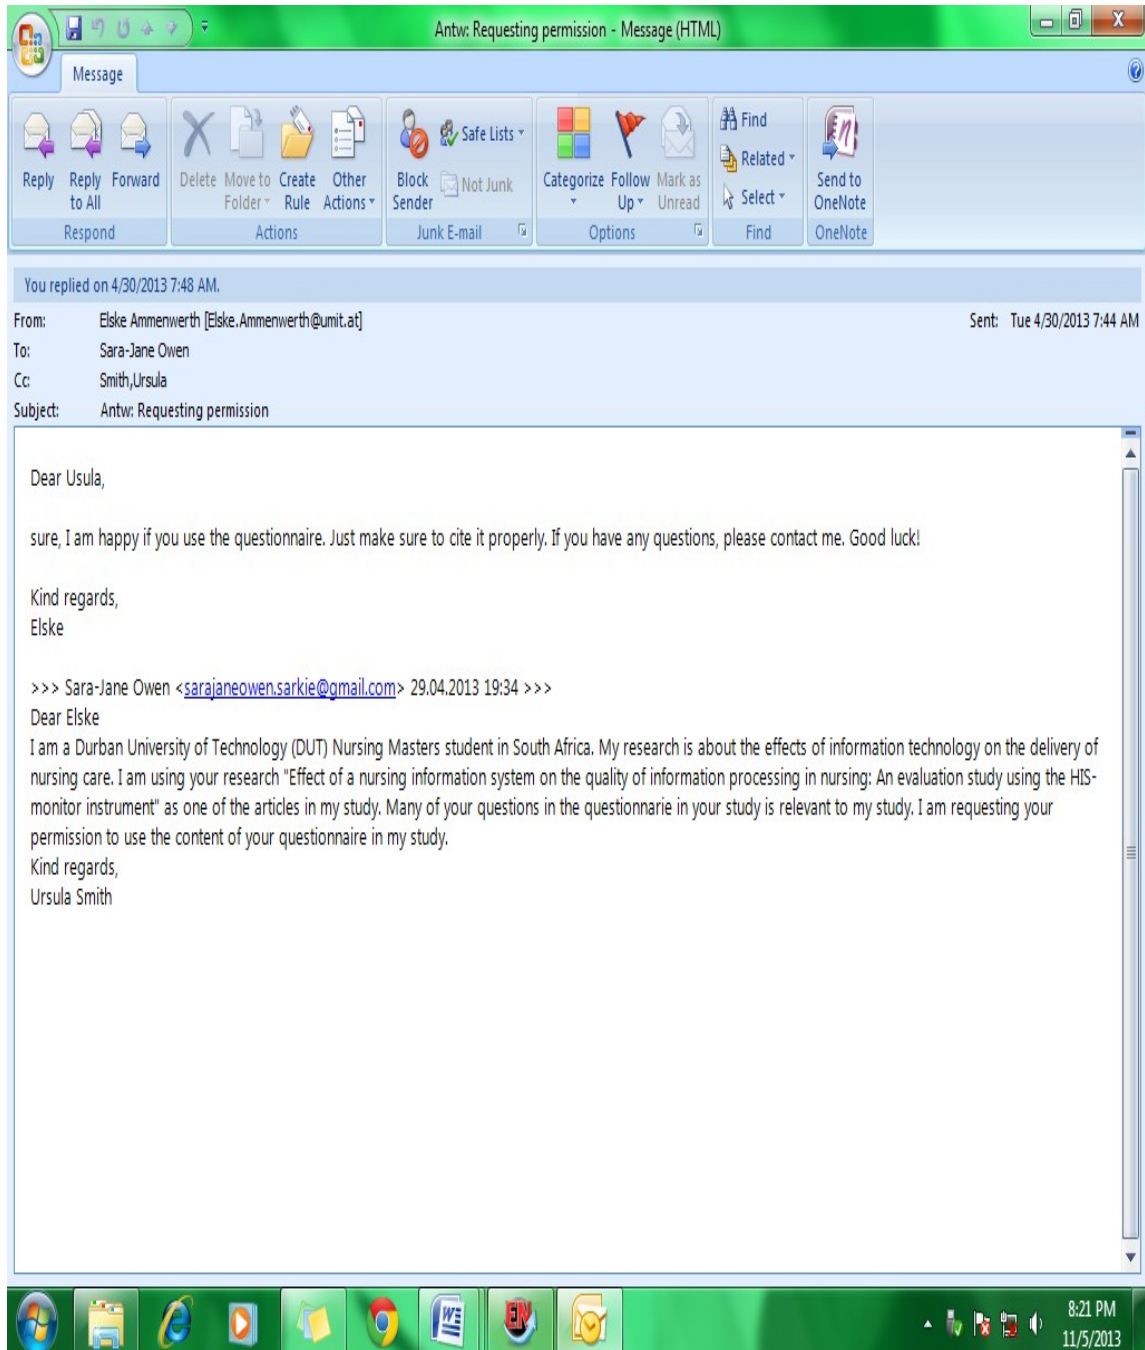 Antw: Requesting permission - Message (HTML)
Message
Reply
Reply to All
Forward
Respond
Delete
Move to Folder
Create Rule
Other Actions
Actions
Block Sender
Safe Lists
Not Junk
Junk E-mail
Categorize
Follow Up
Mark as Unread
Options
Find
Related
Select
Find
Send to OneNote
OneNote
You replied on 4/30/2013 7:48 AM.
From: Elske Ammenwerth [Elske.Ammenwerth@umit.at] Sent: Tue 4/30/2013 7:44 AM
To: Sara-Jane Owen
Cc: Smith,Ursula
Subject: Antw: Requesting permission
Dear Usula,
sure, I am happy if you use the questionnaire. Just make sure to cite it properly. If you have any questions, please contact me. Good luck!
Kind regards,
Elske
>>> Sara-Jane Owen <sarajaneowen.sarkie@gmail.com> 29.04.2013 19:34 >>>
Dear Elske
I am a Durban University of Technology (DUT) Nursing Masters student in South Africa. My research is about the effects of information technology on the delivery of
nursing care. I am using your research "Effect of a nursing information system on the quality of information processing in nursing: An evaluation study using the HIS-
monitor instrument" as one of the articles in my study. Many of your questions in the questionnarie in your study is relevant to my study. I am requesting your
permission to use the content of your questionnaire in my study.
Kind regards,
Ursula Smith
EN
8:21 PM
11/5/2013